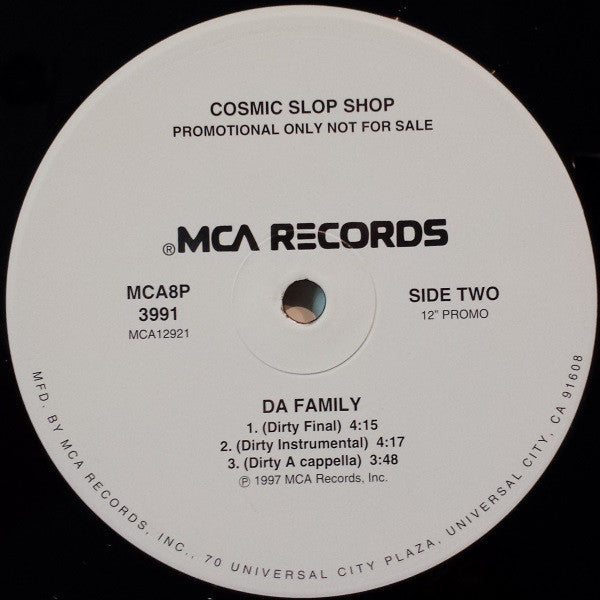 COSMIC SLOP SHOP
PROMOTIONAL ONLY NOT FOR SALE
®MCA RECORDS
MCA8P
3991
MCA12921
SIDE TWO
12" PROMO
DA FAMILY
1. (Dirty Final) 4:15
2. (Dirty Instrumental) 4:17
3. (Dirty A cappella) 3:48
℗ 1997 MCA Records, Inc.
MFD. BY MCA RECORDS, INC., 70 UNIVERSAL CITY PLAZA, UNIVERSAL CITY, CA 91608